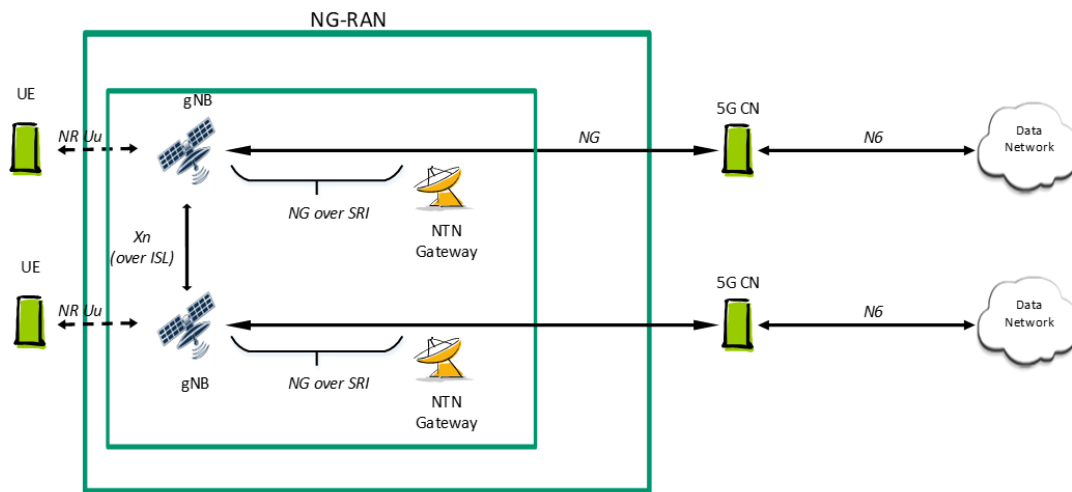 NG-RAN
UE
gNB
5G CN
NR Uu
NG
N6
Data
Network
NG over SRI
NTN
Gateway
Xn
(over ISL)
UE
5G CN
NR Uu
N6
Data
Network
gNB
NG over SRI
NTN
Gateway